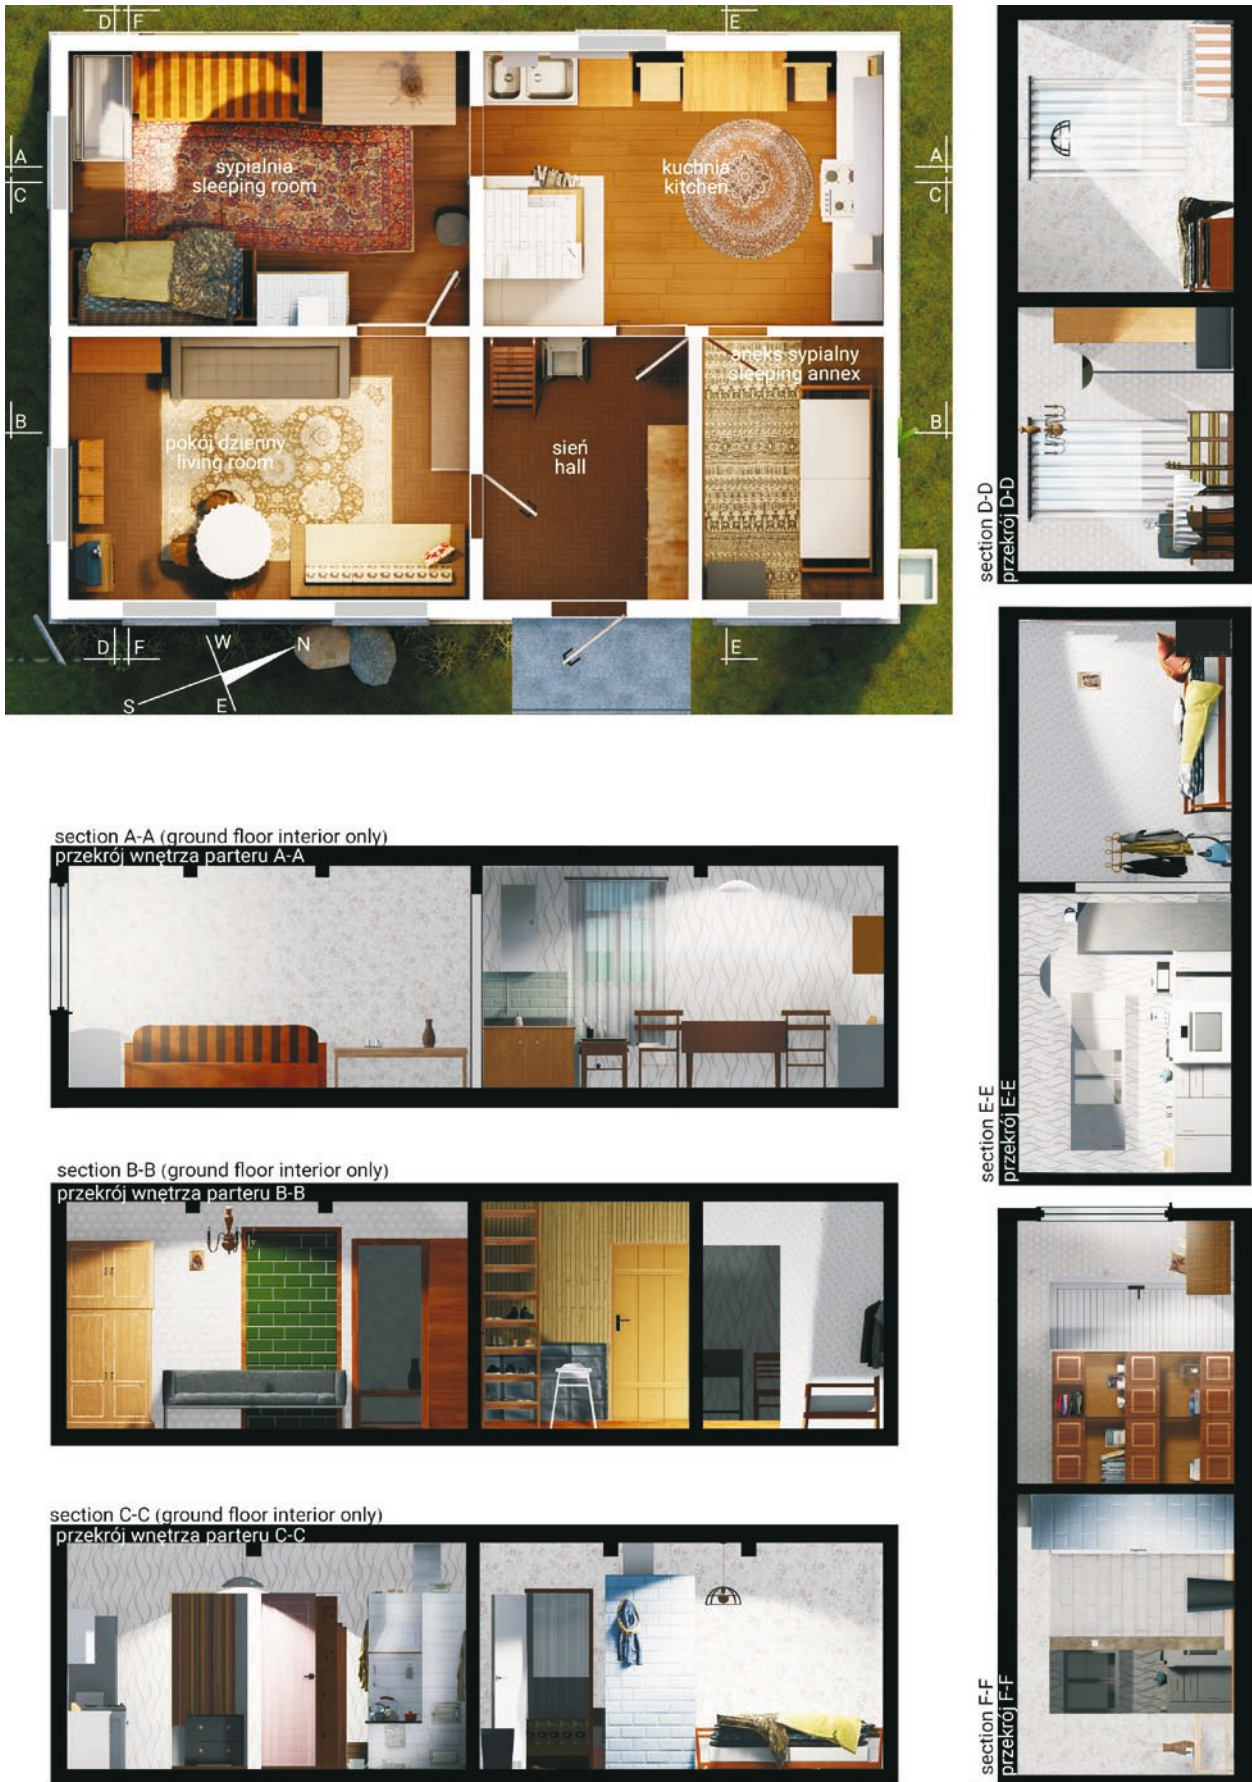 D F E
A A
C C
sypialnia
sleeping room
kuchnia
kitchen
aneks sypialny
sleeping annex
B B
pokój dzienny
living room
sień
hall
D F E
W N
S E
section D-D
przekrój D-D
section A-A (ground floor interior only)
przekrój wnętrza parteru A-A
section E-E
przekrój E-E
section B-B (ground floor interior only)
przekrój wnętrza parteru B-B
section C-C (ground floor interior only)
przekrój wnętrza parteru C-C
section F-F
przekrój F-F